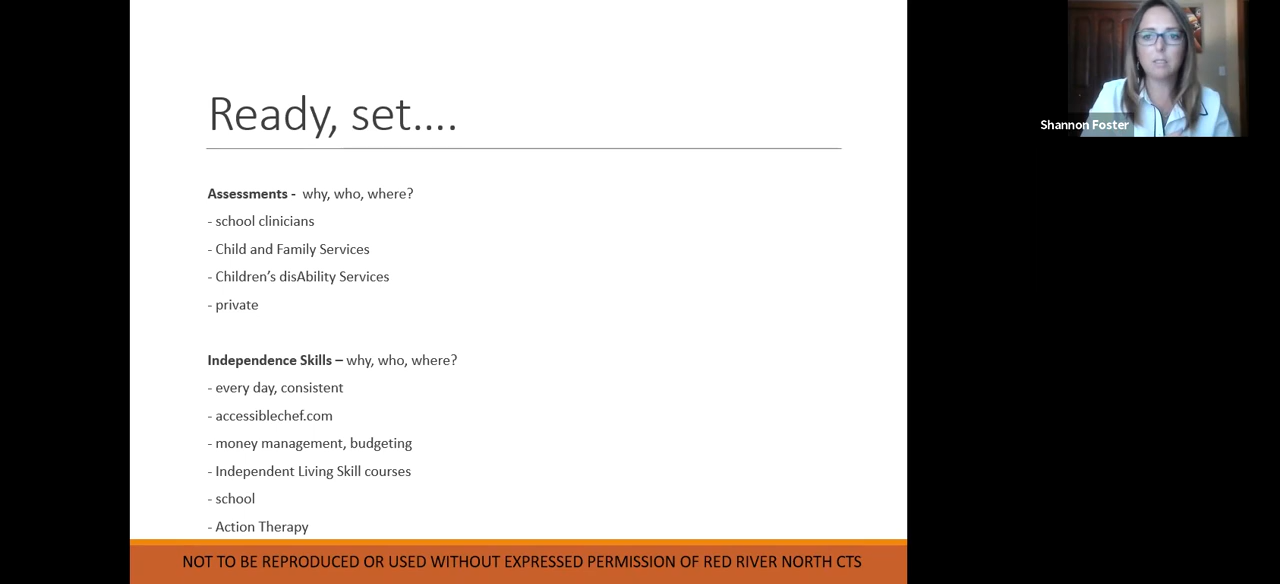 Ready, set....
Assessments -  why, who, where?
- school clinicians
- Child and Family Services
- Children’s disAbility Services
- private
Independence Skills – why, who, where?
- every day, consistent
- accessiblechef.com
- money management, budgeting
- Independent Living Skill courses
- school
- Action Therapy
NOT TO BE REPRODUCED OR USED WITHOUT EXPRESSED PERMISSION OF RED RIVER NORTH CTS
Shannon Foster